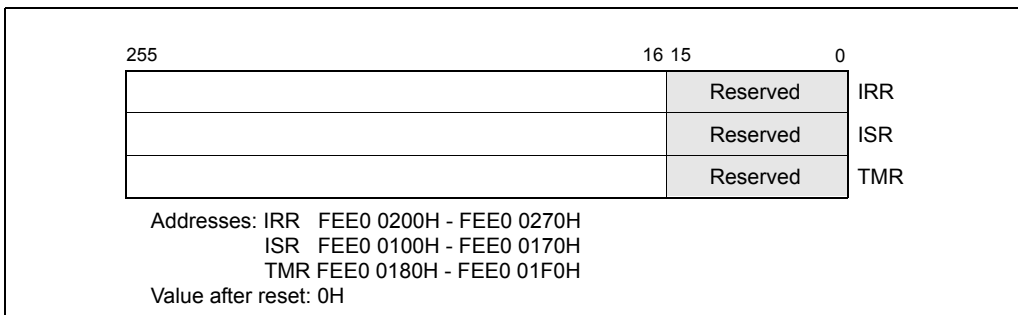 255 16 15 0
Reserved IRR
Reserved ISR
Reserved TMR
Addresses: IRR FEE0 0200H - FEE0 0270H
ISR FEE0 0100H - FEE0 0170H
TMR FEE0 0180H - FEE0 01F0H
Value after reset: 0H